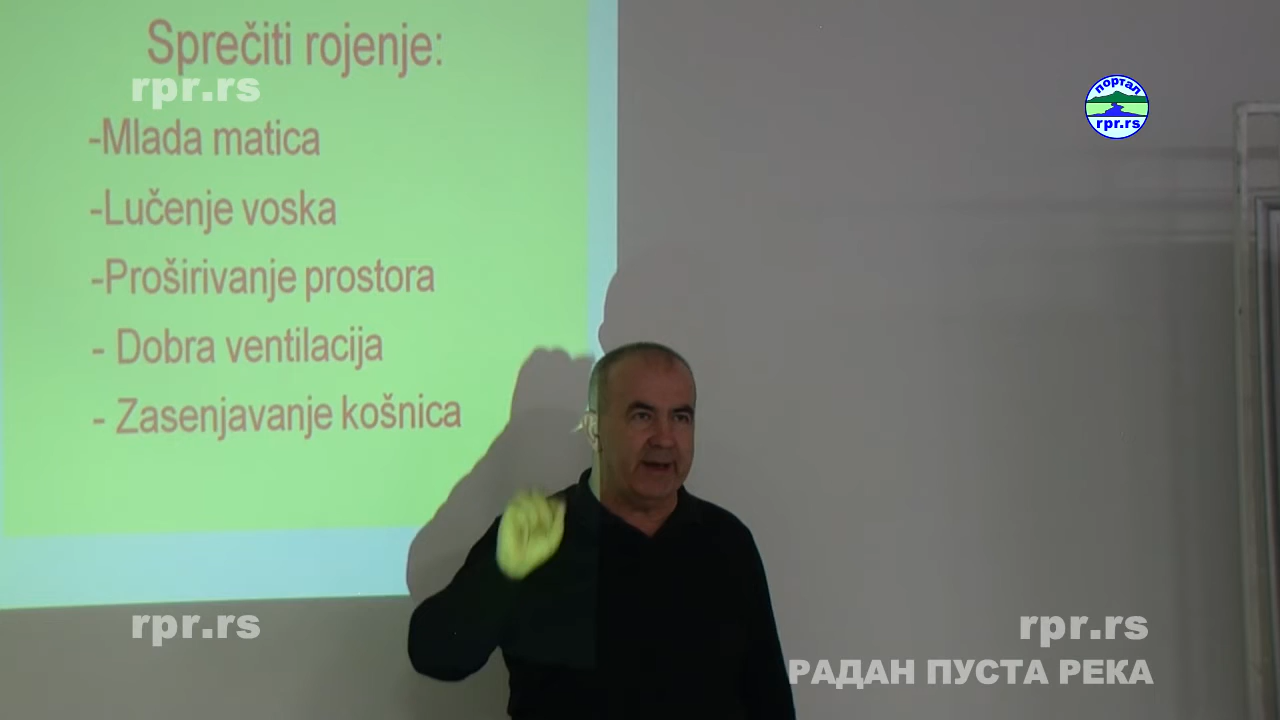 Sprečiti rojenje:
rpr.rs
-Mlada matica
-Lučenje voska
-Proširivanje prostora
- Dobra ventilacija
- Zasenjavanje košnica
портал
rpr.rs
rpr.rs
rpr.rs
РАДАН ПУСТА РЕКА